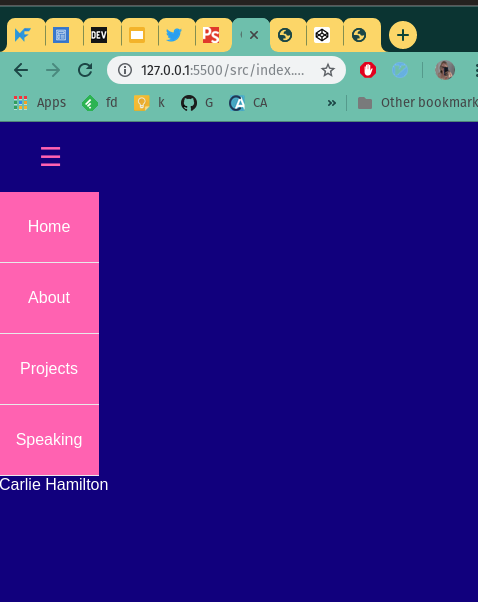 DEV
PS
127.0.0.1:5500/src/index....
Apps fd k G CA » Other bookmark
☰
Home
About
Projects
Speaking
Carlie Hamilton